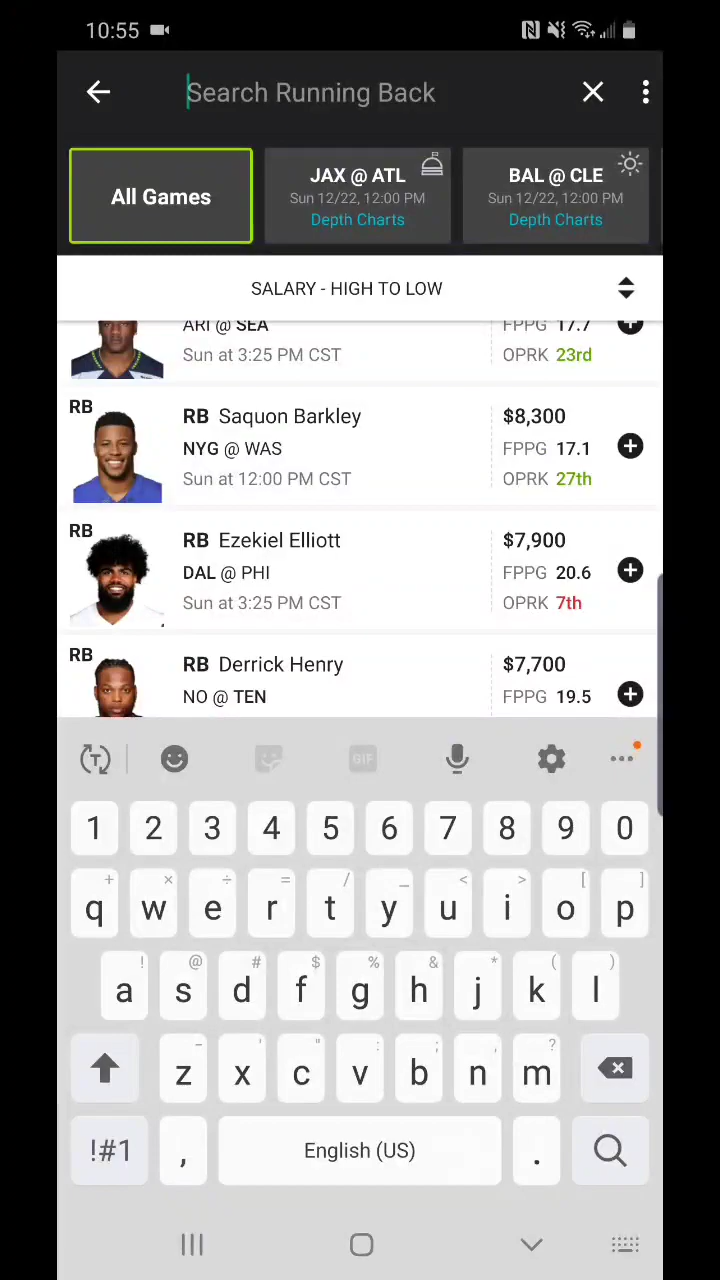 10:55
Search Running Back
All Games
JAX @ ATL
Sun 12/22, 12:00 PM
Depth Charts
BAL @ CLE
Sun 12/22, 12:00 PM
Depth Charts
SALARY - HIGH TO LOW
ARI @ SEA
FPPG 17.7
Sun at 3:25 PM CST
OPRK 23rd
RB
RB Saquon Barkley
$8,300
NYG @ WAS
FPPG 17.1
Sun at 12:00 PM CST
OPRK 27th
RB
RB Ezekiel Elliott
$7,900
DAL @ PHI
FPPG 20.6
Sun at 3:25 PM CST
OPRK 7th
RB
RB Derrick Henry
$7,700
NO @ TEN
FPPG 19.5
T
GIF
1 2 3 4 5 6 7 8 9 0
+ × ÷ = / _ < > [ ]
q w e r t y u i o p
! @ # $ % & * ( )
a s d f g h j k l
- ' " : ; , ?
z x c v b n m
!#1 , English (US) .